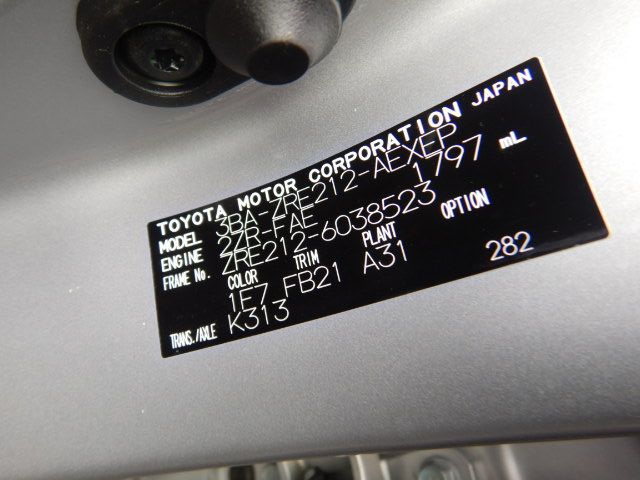 TOYOTA MOTOR CORPORATION JAPAN
MODEL 3BA-ZRE212-AEXEP
ENGINE 2ZR-FAE 1797 mL
FRAME No. ZRE212-6038523
COLOR TRIM PLANT OPTION
1F7 FB21 A31 282
TRANS./AXLE K313